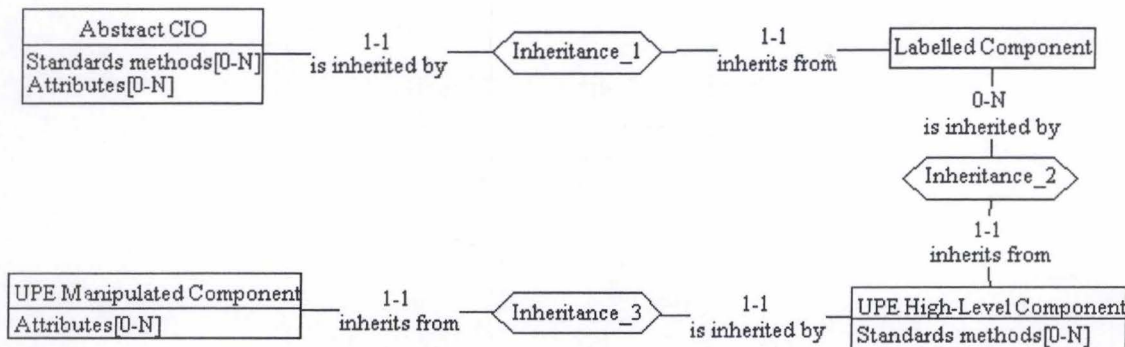 Abstract CIO
Standards methods[0-N]
Attributes[0-N]
1-1
is inherited by
Inheritance_1
1-1
inherits from
Labelled Component
0-N
is inherited by
Inheritance_2
1-1
inherits from
UPE Manipulated Component
Attributes[0-N]
1-1
inherits from
Inheritance_3
1-1
is inherited by
UPE High-Level Component
Standards methods[0-N]